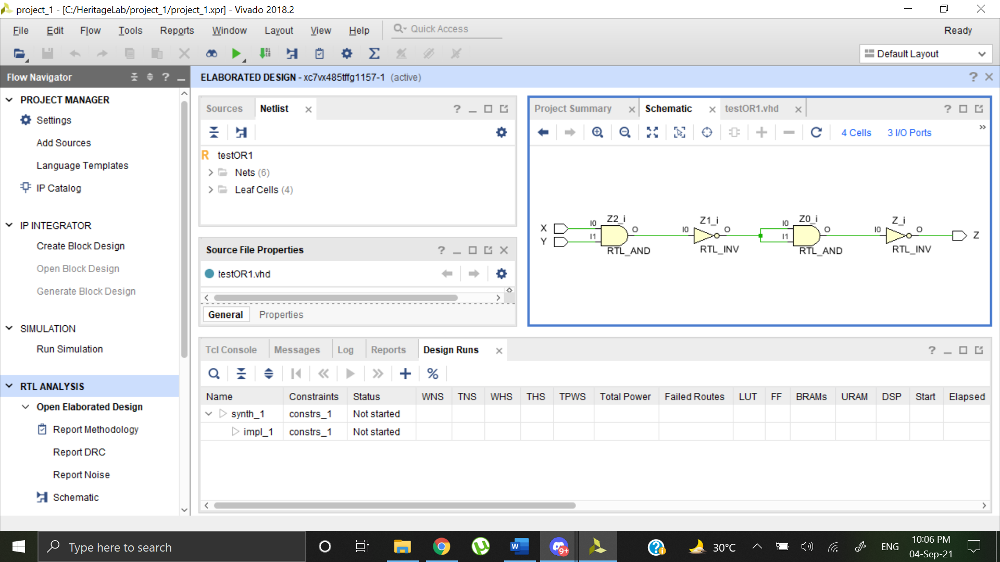 project_1 - [C:/HeritageLab/project_1/project_1.xpr] - Vivado 2018.2
File Edit Flow Tools Reports Window Layout View Help Quick Access Ready
Default Layout
Flow Navigator
ELABORATED DESIGN - xc7vx485tffg1157-1 (active)
PROJECT MANAGER
Settings
Add Sources
Language Templates
IP Catalog
IP INTEGRATOR
Create Block Design
Open Block Design
Generate Block Design
SIMULATION
Run Simulation
RTL ANALYSIS
Open Elaborated Design
Report Methodology
Report DRC
Report Noise
Schematic
Sources Netlist
R testOR1
Nets (6)
Leaf Cells (4)
Source File Properties
testOR1.vhd
General Properties
Project Summary Schematic testOR1.vhd
4 Cells 3 I/O Ports
Z2_i Z1_i Z0_i Z_i
X I0 O I0 O I0 O I0 O Z
Y I1 I1
RTL_AND RTL_INV RTL_AND RTL_INV
Tcl Console Messages Log Reports Design Runs
Name Constraints Status WNS TNS WHS THS TPWS Total Power Failed Routes LUT FF BRAMs URAM DSP Start Elapsed
synth_1 constrs_1 Not started
impl_1 constrs_1 Not started
Type here to search
9+
30°C
ENG
10:06 PM
04-Sep-21